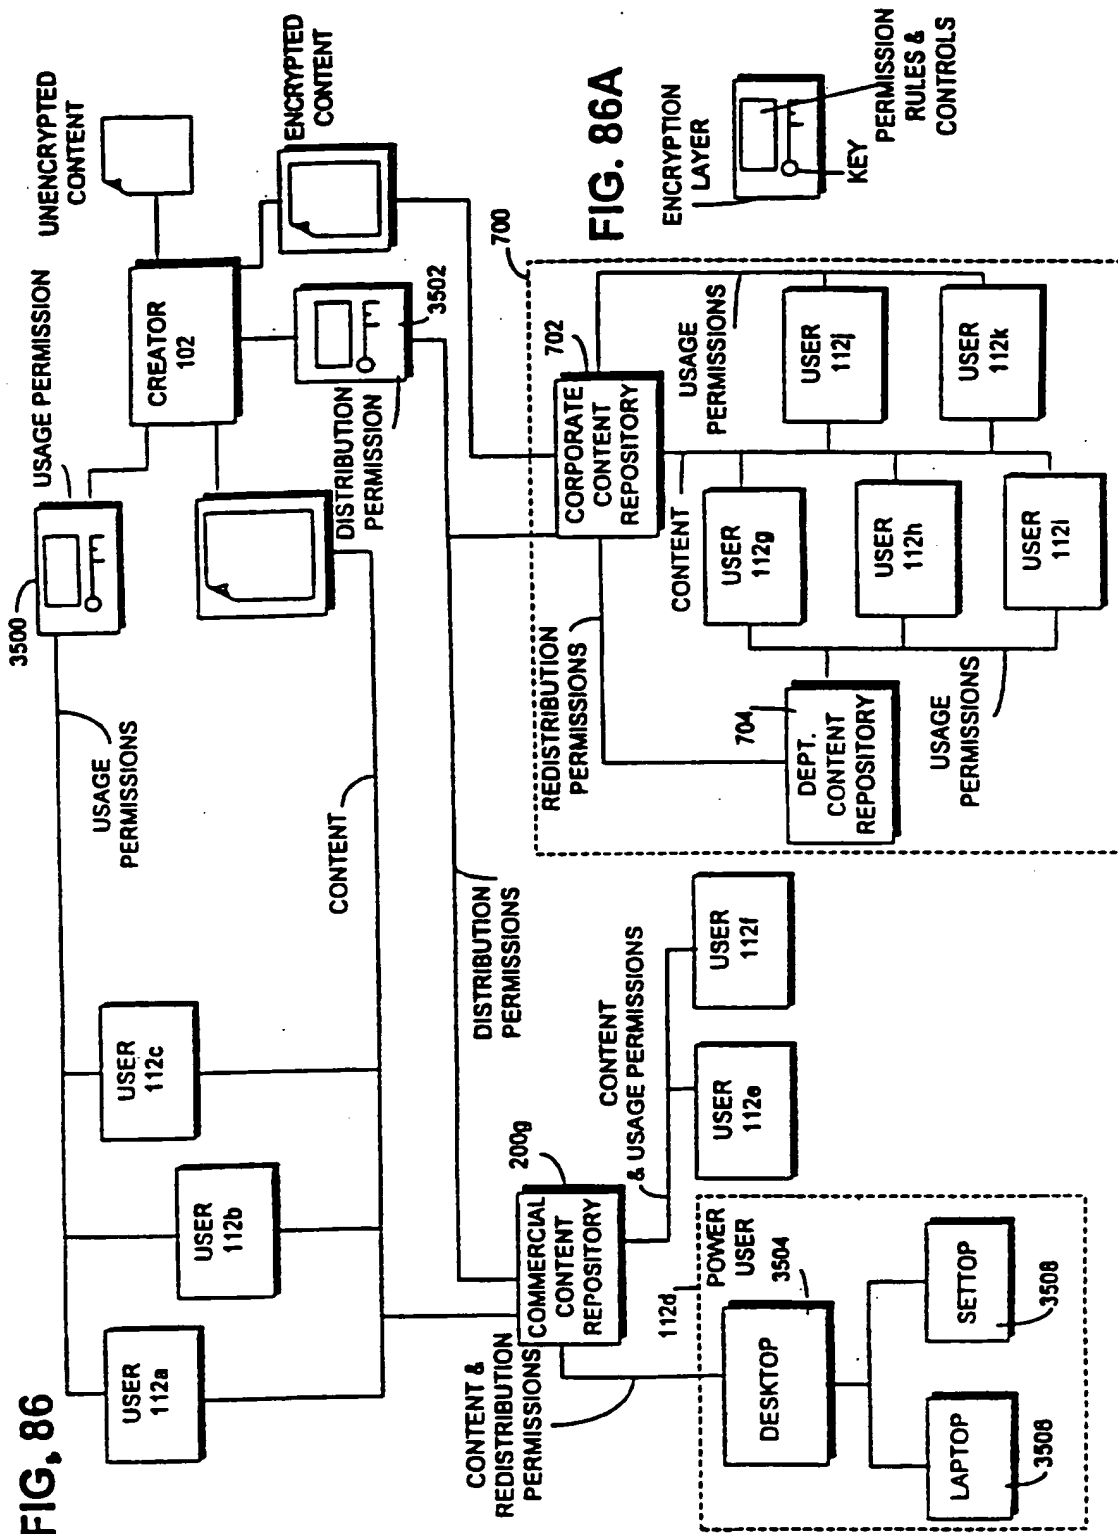 FIG. 86
USER
112a
USER
112b
USER
112c
USAGE
PERMISSIONS
3500
USAGE PERMISSION
CREATOR
102
UNENCRYPTED
CONTENT
CONTENT
DISTRIBUTION
PERMISSION
3502
ENCRYPTED
CONTENT
DISTRIBUTION
PERMISSIONS
CONTENT &
REDISTRIBUTION
PERMISSIONS
COMMERCIAL
CONTENT
REPOSITORY
200g
CONTENT
& USAGE PERMISSIONS
USER
112e
USER
112f
112d
POWER
USER
3504
DESKTOP
LAPTOP
3508
SETTOP
3508
REDISTRIBUTION
PERMISSIONS
CORPORATE
CONTENT
REPOSITORY
702
700
704
DEPT.
CONTENT
REPOSITORY
USAGE
PERMISSIONS
CONTENT
USER
112g
USER
112h
USER
112i
USAGE
PERMISSIONS
USER
112j
USER
112k
FIG. 86A
ENCRYPTION
LAYER
KEY
PERMISSION
RULES &
CONTROLS